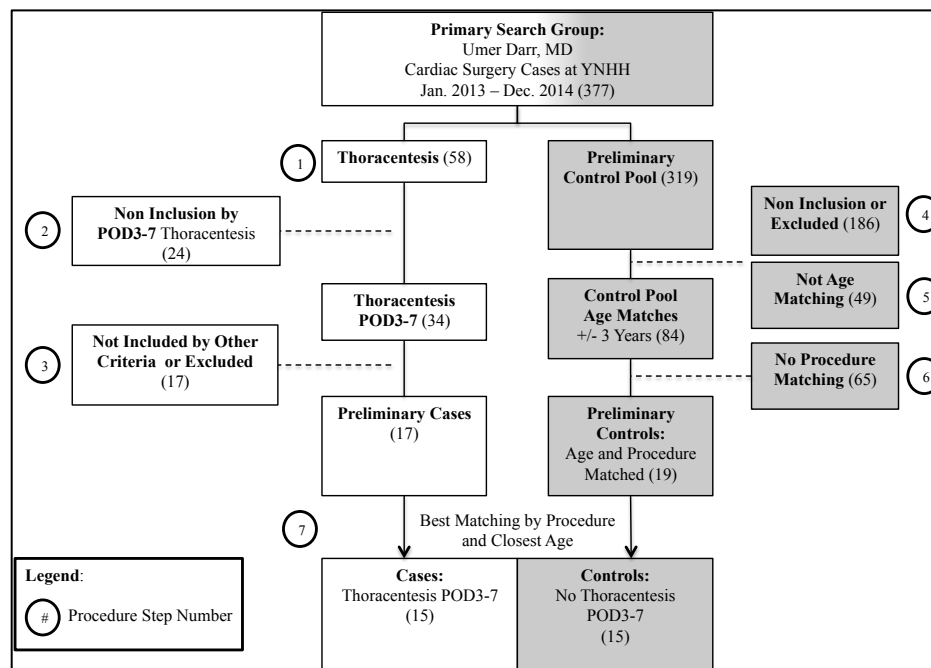 Primary Search Group:
Umer Darr, MD
Cardiac Surgery Cases at YNHH
Jan. 2013 – Dec. 2014 (377)
1
Thoracentesis (58)
Preliminary
Control Pool (319)
2
Non Inclusion by
POD3-7 Thoracentesis
(24)
Non Inclusion or
Excluded (186)
4
Not Age
Matching (49)
5
Thoracentesis
POD3-7 (34)
Control Pool
Age Matches
+/- 3 Years (84)
3
Not Included by Other
Criteria or Excluded
(17)
No Procedure
Matching (65)
6
Preliminary Cases
(17)
Preliminary
Controls:
Age and Procedure
Matched (19)
7
Best Matching by Procedure
and Closest Age
Cases:
Thoracentesis POD3-7
(15)
Controls:
No Thoracentesis
POD3-7
(15)
Legend:
# Procedure Step Number